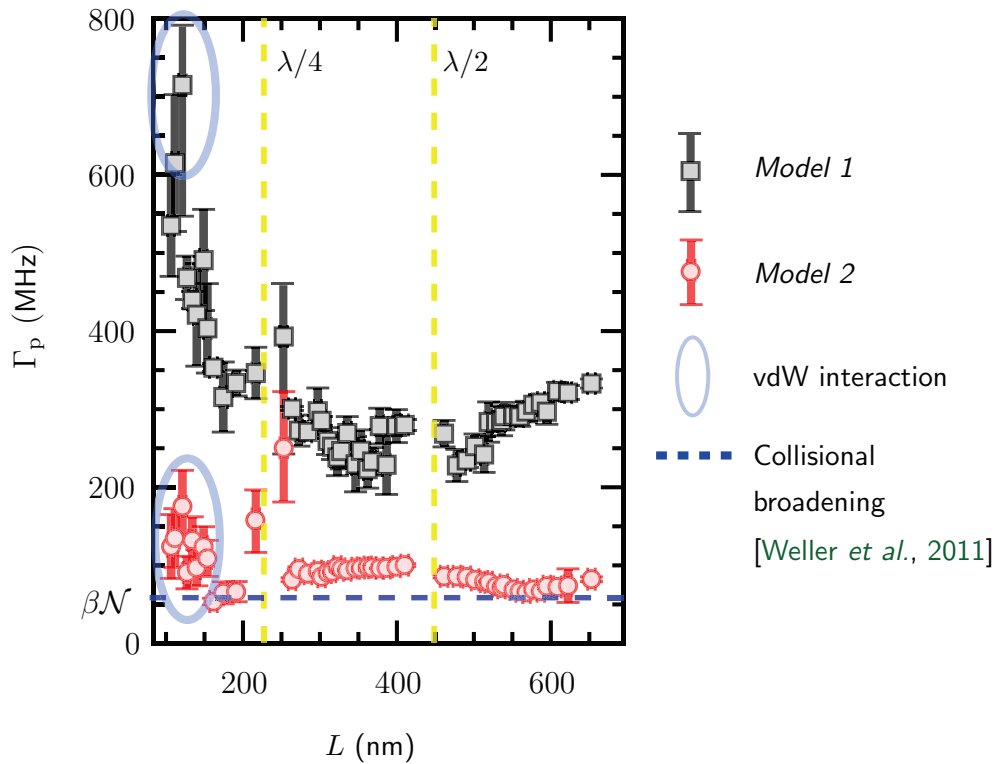 800
600
400
200
βN
0
Γp (MHz)
λ/4
λ/2
200
400
600
L (nm)
Model 1
Model 2
vdW interaction
Collisional
broadening
[Weller et al., 2011]